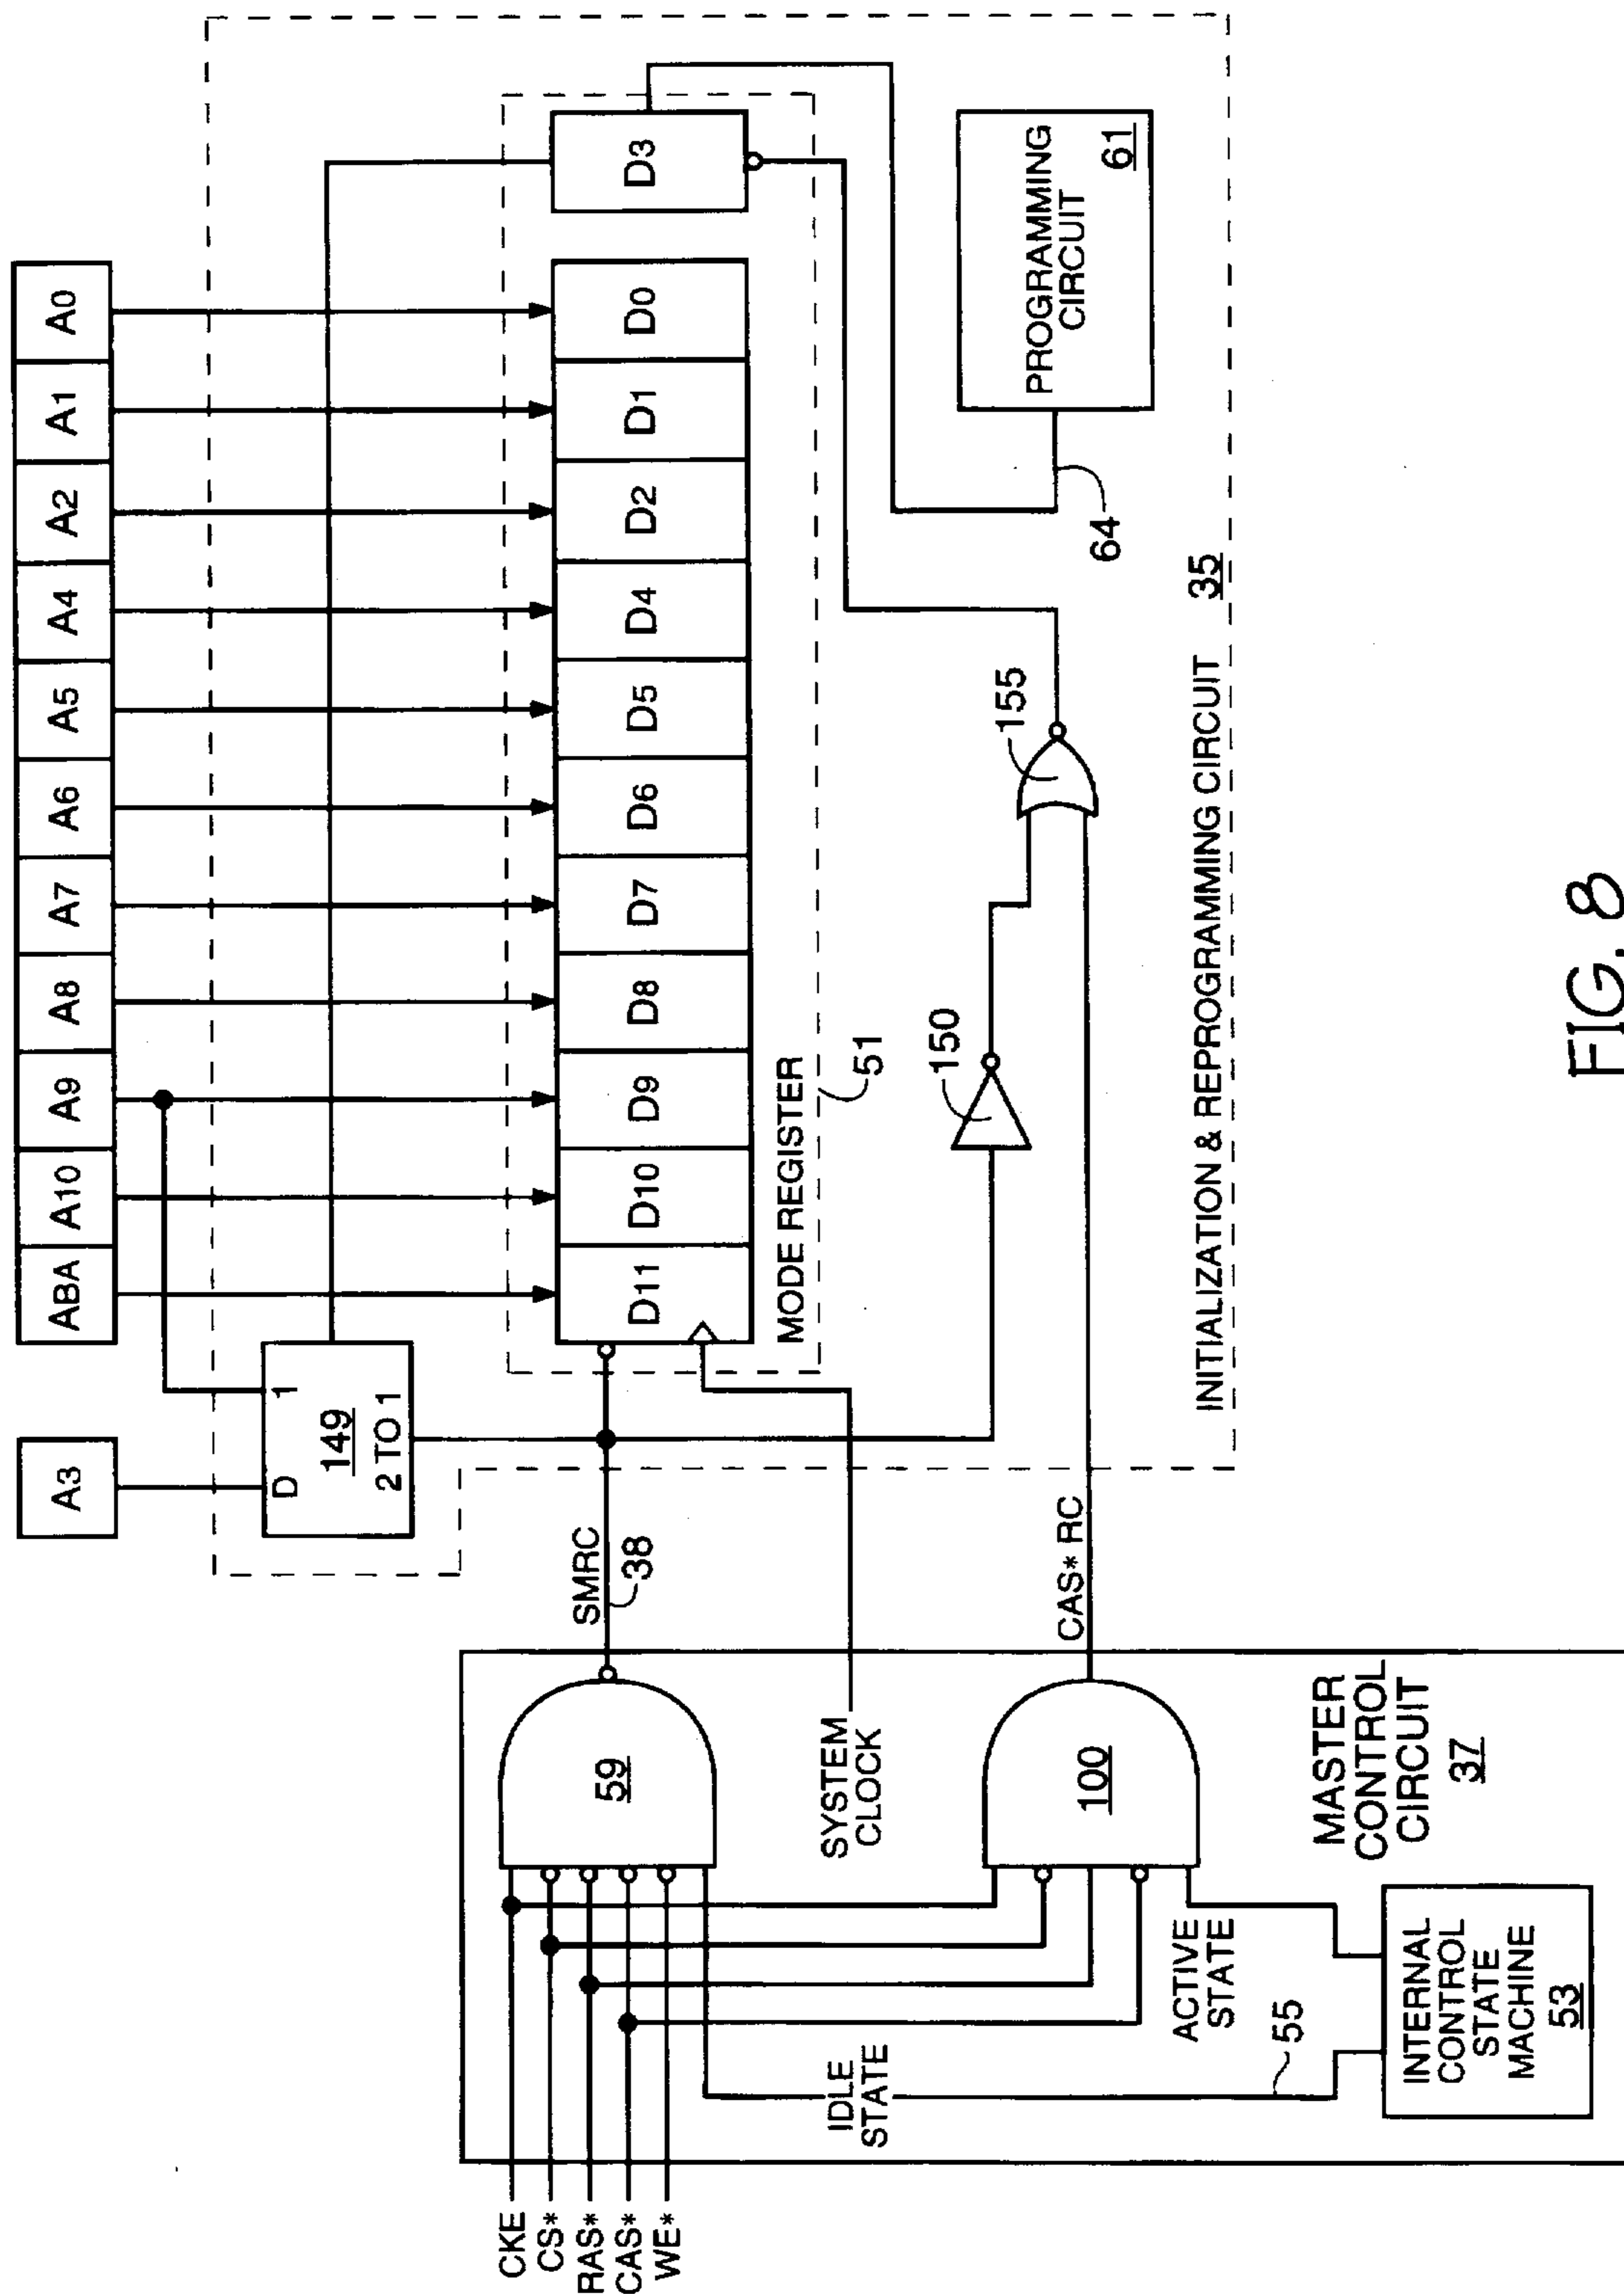 A3
ABA A10 A9 A8 A7 A6 A5 A4 A2 A1 A0
D 1
149
2 TO 1
D11 D10 D9 D8 D7 D6 D5 D4 D2 D1 D0
D3
MODE REGISTER
51
SMRC
38
CKE
CS*
RAS*
CAS*
WE*
59
SYSTEM
CLOCK
IDLE
STATE
ACTIVE
STATE
100
CAS* RC
150
155
64
PROGRAMMING
CIRCUIT
61
55
INTERNAL
CONTROL
STATE
MACHINE
53
MASTER
CONTROL
CIRCUIT
37
INITIALIZATION & REPROGRAMMING CIRCUIT 35
FIG. 8